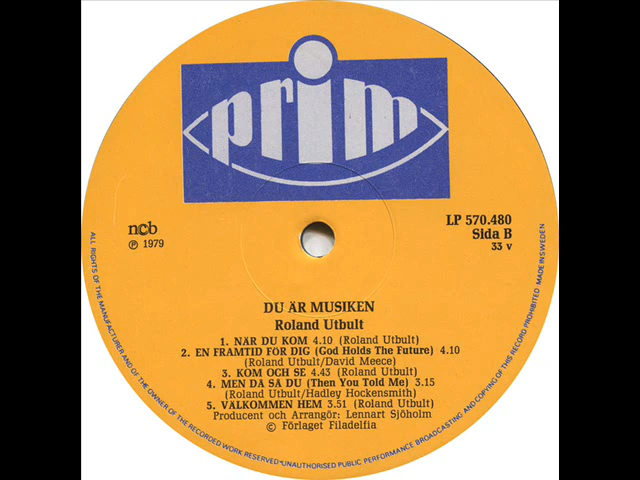 prim
ncb
℗ 1979
LP 570.480
Sida B
33 v
DU ÄR MUSIKEN
Roland Utbult
1. NÄR DU KOM 4.10 (Roland Utbult)
2. EN FRAMTID FÖR DIG (God Holds The Future) 4.10
(Roland Utbult/David Meece)
3. KOM OCH SE 4.43 (Roland Utbult)
4. MEN DÅ SA DU (Then You Told Me) 3.15
(Roland Utbult/Hadley Hockensmith)
5. VÄLKOMMEN HEM 3.51 (Roland Utbult)
Producent och Arrangör: Lennart Sjöholm
© Förlaget Filadelfia
ALL RIGHTS OF THE MANUFACTURER AND OF THE OWNER OF THE RECORDED WORK RESERVED · UNAUTHORISED PUBLIC PERFORMANCE BROADCASTING AND COPYING OF THIS RECORD PROHIBITED MADE IN SWEDEN